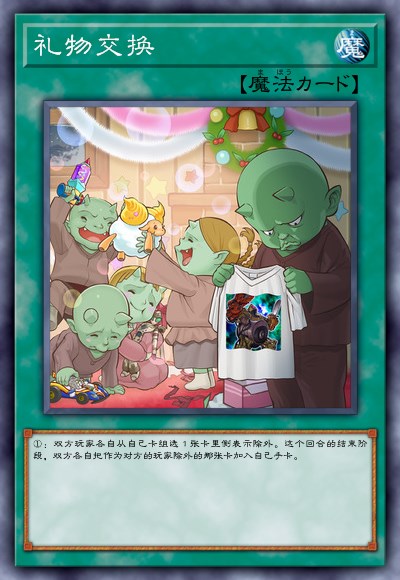 礼物交换
魔
【魔法カード】
まほう
①：双方玩家各自从自己卡组选１张卡里侧表示除外。这个回合的结束阶
段，双方各自把作为对方的玩家除外的那张卡加入自己手卡。